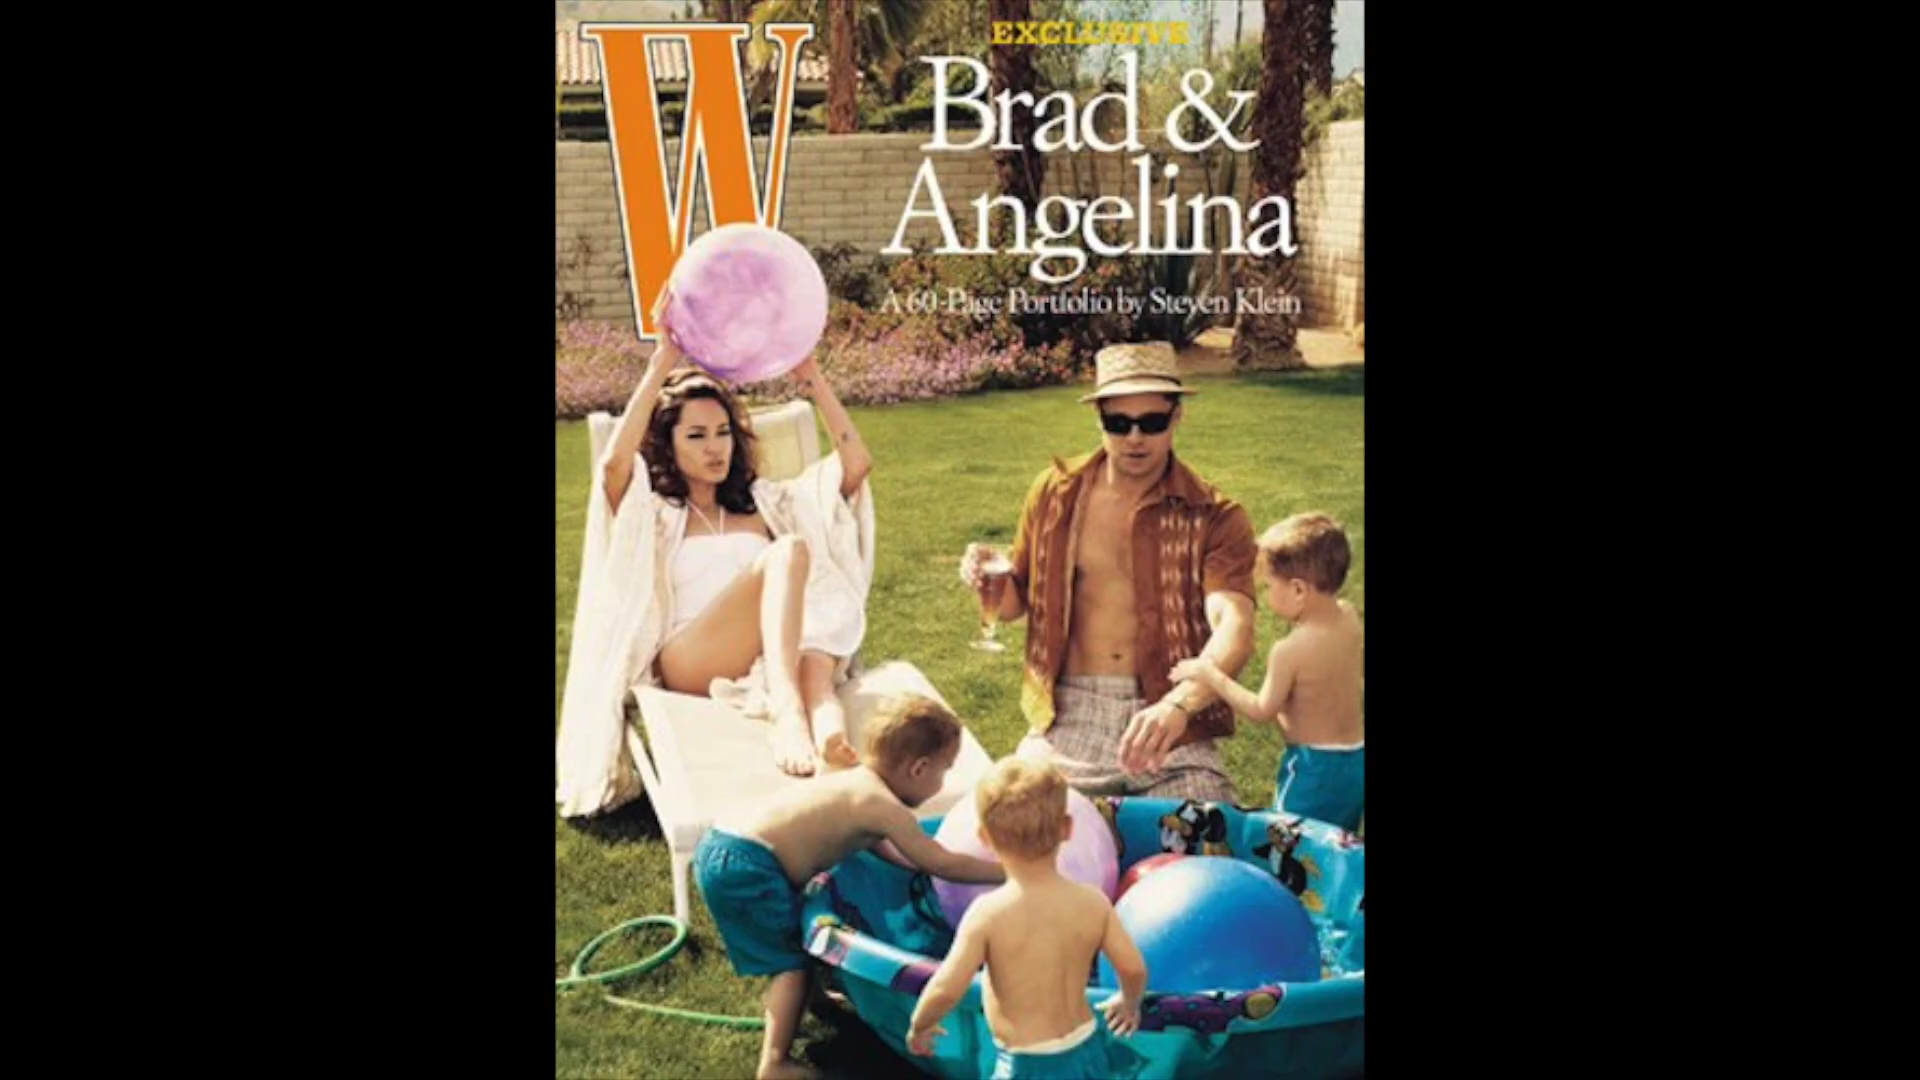 W
EXCLUSIVE
Brad &
Angelina
A 60-Page Portfolio by Steven Klein